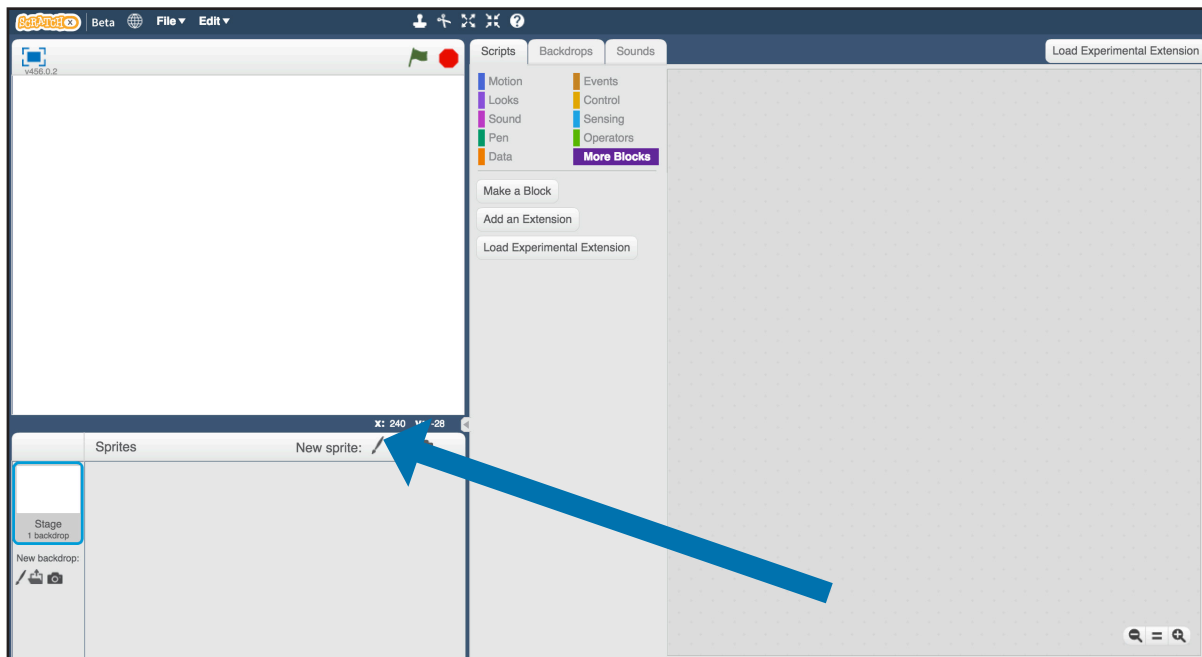 SCRATCHX Beta File ▾ Edit ▾
v456.0.2
Scripts Backdrops Sounds
Load Experimental Extension
Motion Events
Looks Control
Sound Sensing
Pen Operators
Data More Blocks
Make a Block
Add an Extension
Load Experimental Extension
X: 240 -28
Sprites New sprite:
Stage
1 backdrop
New backdrop: